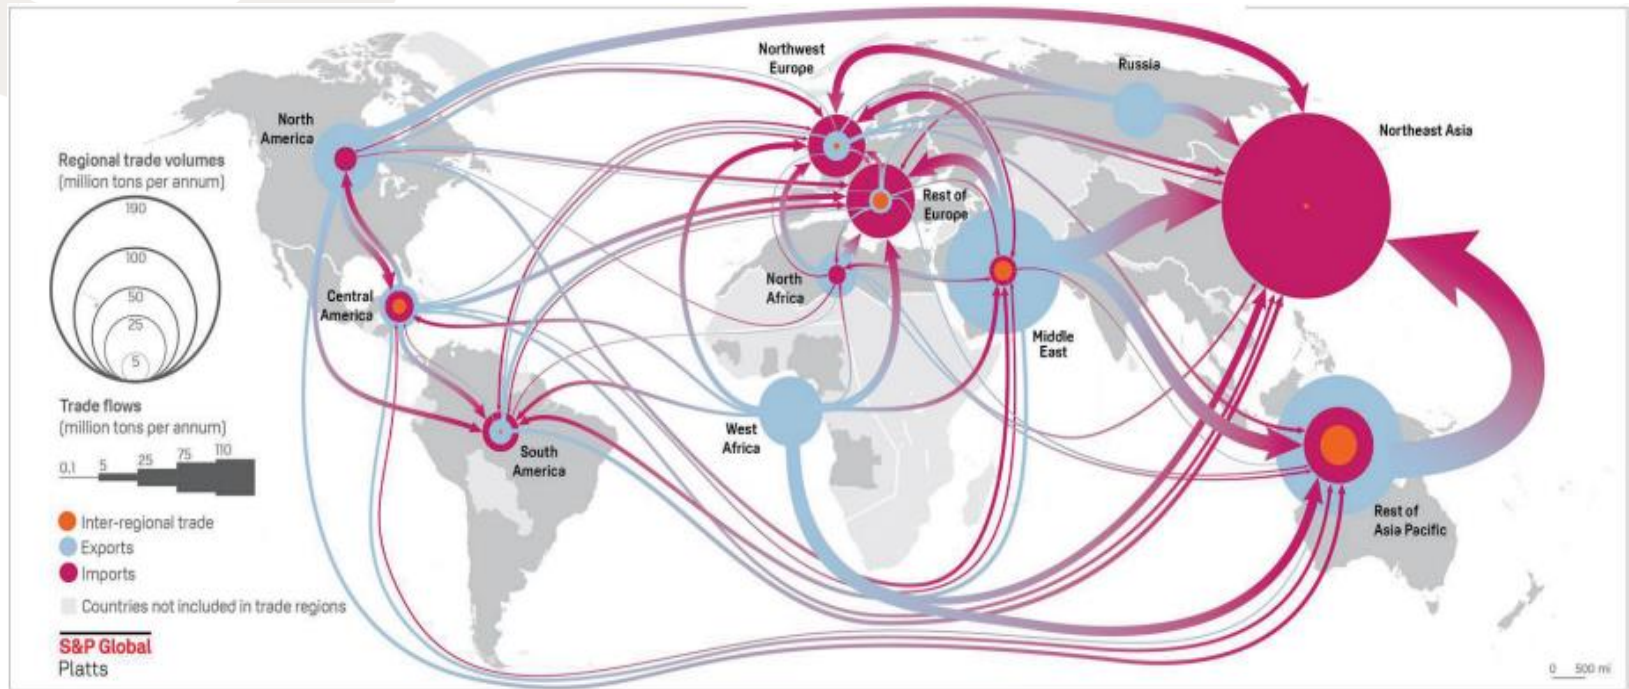 Northwest
Europe
Russia
North
America
Northeast Asia
Regional trade volumes
(million tons per annum)
190
100
50
25
5
Rest of
Europe
North
Africa
Central
America
Middle
East
Trade flows
(million tons per annum)
0.1 5 25 75 110
West
Africa
South
America
Rest of
Asia Pacific
Inter-regional trade
Exports
Imports
Countries not included in trade regions
S&P Global
Platts
0 500 mi